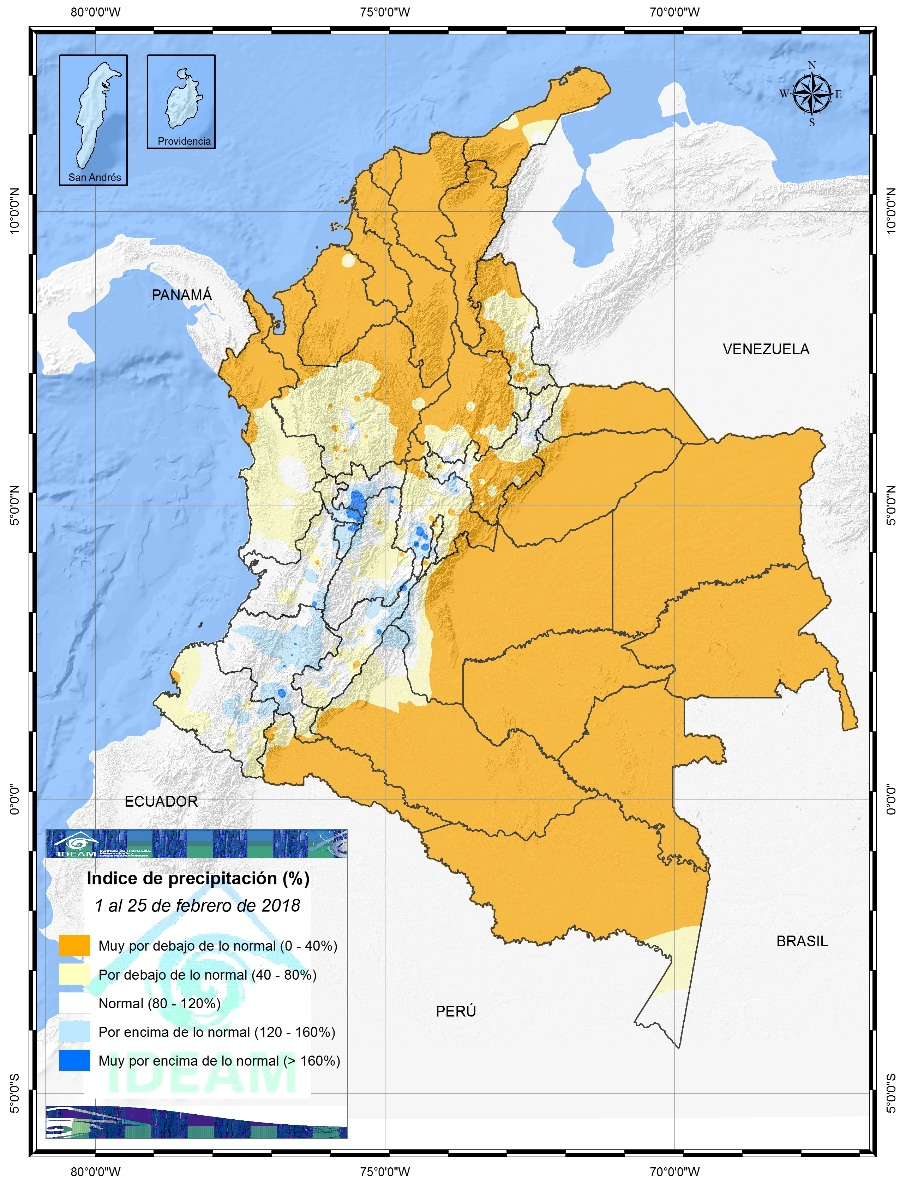 80°0'0"W 75°0'0"W 70°0'0"W
N
W E
S
San Andrés
Providencia
10°0'0"N 10°0'0"N
PANAMÁ
VENEZUELA
5°0'0"N 5°0'0"N
0°0'0" 0°0'0"
ECUADOR
IDEAM
Indice de precipitación (%)
1 al 25 de febrero de 2018
Muy por debajo de lo normal (0 - 40%)
Por debajo de lo normal (40 - 80%)
Normal (80 - 120%)
Por encima de lo normal (120 - 160%)
Muy por encima de lo normal (> 160%)
IDEAM
BRASIL
PERÚ
5°0'0"S 5°0'0"S
80°0'0"W 75°0'0"W 70°0'0"W